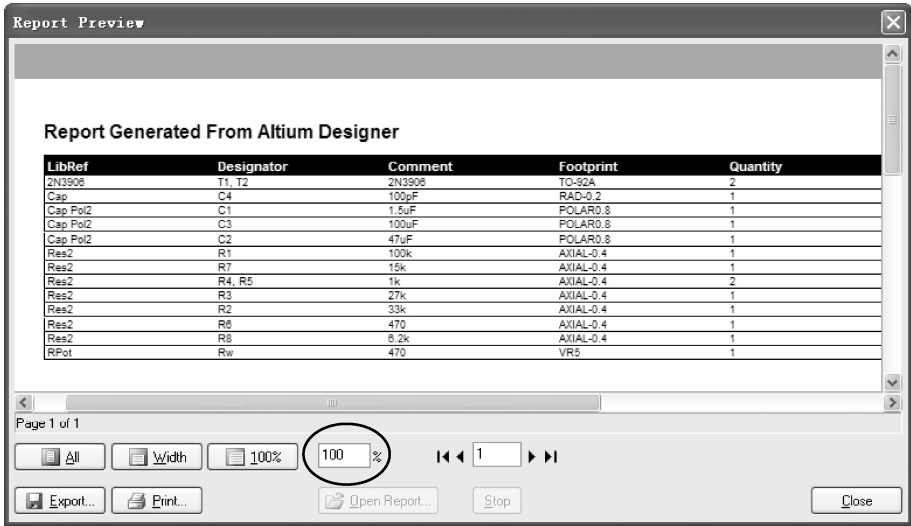 Report Preview
Report Generated From Altium Designer
LibRef Designator Comment Footprint Quantity
2N3906 T1, T2 2N3906 TO-92A 2
Cap C4 100pF RAD-0.2 1
Cap Pol2 C1 1.5uF POLAR0.8 1
Cap Pol2 C3 100uF POLAR0.8 1
Cap Pol2 C2 47uF POLAR0.8 1
Res2 R1 100k AXIAL-0.4 1
Res2 R7 15k AXIAL-0.4 1
Res2 R4, R5 1k AXIAL-0.4 2
Res2 R3 27k AXIAL-0.4 1
Res2 R2 33k AXIAL-0.4 1
Res2 R6 470 AXIAL-0.4 1
Res2 R8 6.2k AXIAL-0.4 1
RPot Rw 470 VR5 1
Page 1 of 1
All Width 100% 100 % 1
Export... Print... Open Report... Stop Close